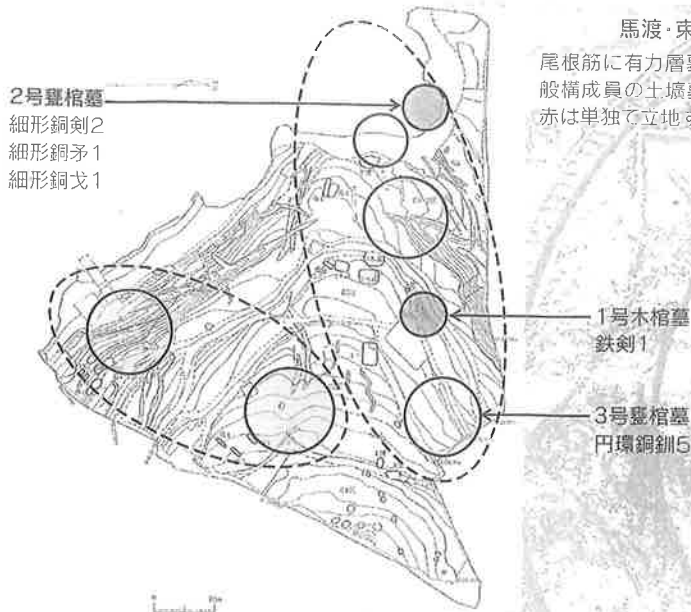 馬渡・束
尾根筋に有力層墓
般構成員の土壙墓
赤は単独で立地す
2号甕棺墓
細形銅剣2
細形銅矛1
細形銅戈1
1号木棺墓
鉄剣1
3号甕棺墓
円環銅釧5